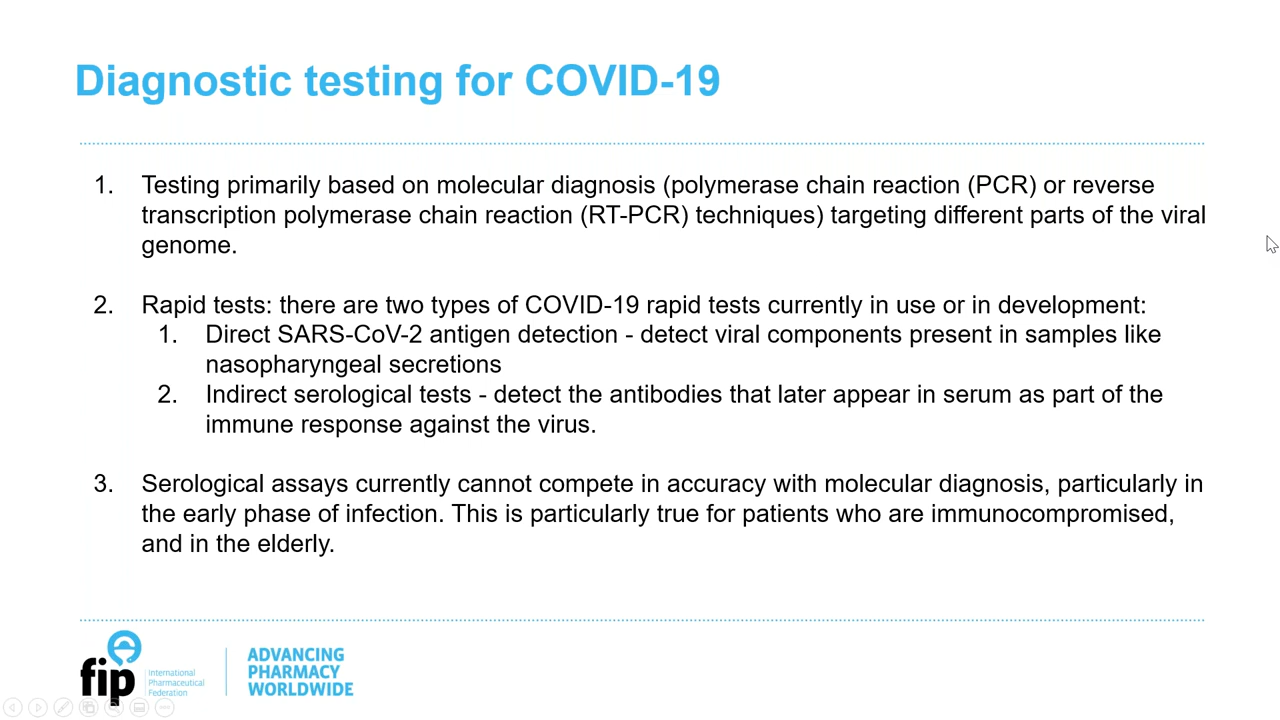 Diagnostic testing for COVID-19
1. Testing primarily based on molecular diagnosis (polymerase chain reaction (PCR) or reverse
transcription polymerase chain reaction (RT-PCR) techniques) targeting different parts of the viral
genome.
2. Rapid tests: there are two types of COVID-19 rapid tests currently in use or in development:
1. Direct SARS-CoV-2 antigen detection - detect viral components present in samples like
nasopharyngeal secretions
2. Indirect serological tests - detect the antibodies that later appear in serum as part of the
immune response against the virus.
3. Serological assays currently cannot compete in accuracy with molecular diagnosis, particularly in
the early phase of infection. This is particularly true for patients who are immunocompromised,
and in the elderly.
fip
International
Pharmaceutical
Federation
ADVANCING
PHARMACY
WORLDWIDE